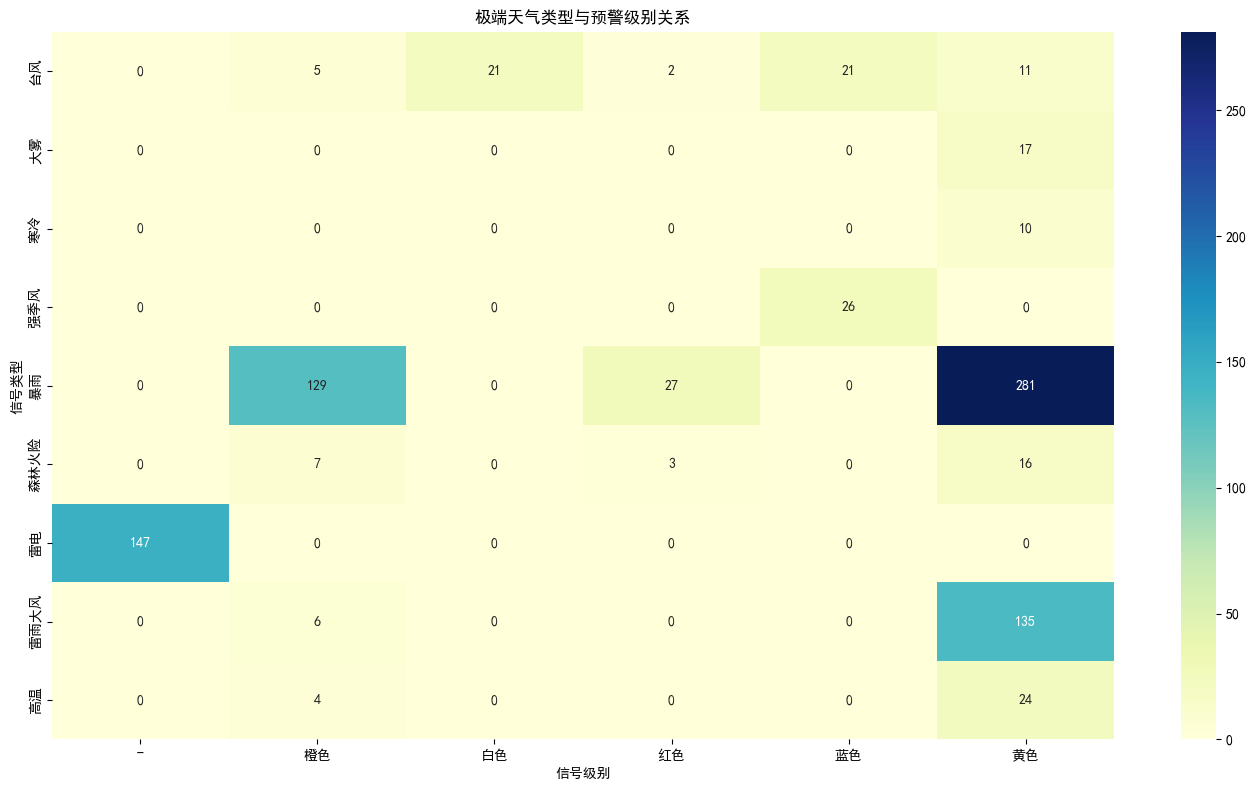 极端天气类型与预警级别关系
台风 0 5 21 2 21 11
大雾 0 0 0 0 0 17
寒冷 0 0 0 0 0 10
强季风 0 0 0 0 26 0
信号类型
暴雨 0 129 0 27 0 281
森林火险 0 7 0 3 0 16
雷电 147 0 0 0 0 0
雷雨大风 0 6 0 0 0 135
高温 0 4 0 0 0 24
- 橙色 白色 红色 蓝色 黄色
信号级别
250
200
150
100
50
0